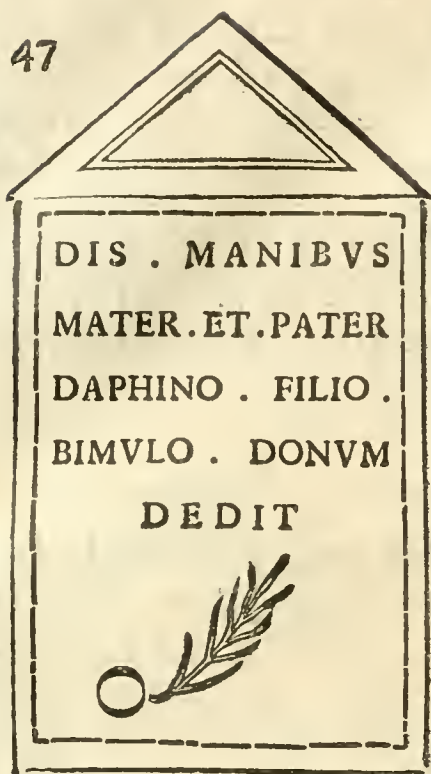 47
DIS . MANIBVS
MATER . ET . PATER
DAPHINO . FILIO .
BIMVLO . DONVM
DEDIT